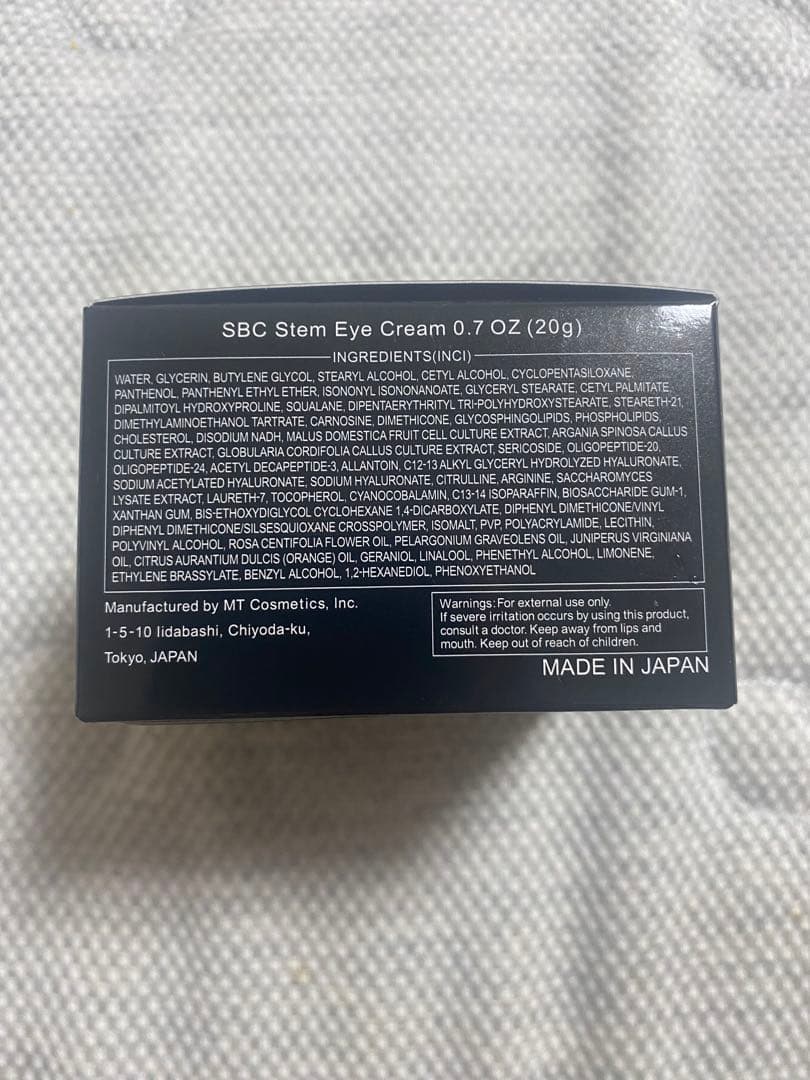 SBC Stem Eye Cream 0.7 OZ (20g)
INGREDIENTS(INCI)
WATER, GLYCERIN, BUTYLENE GLYCOL, STEARYL ALCOHOL, CETYL ALCOHOL, CYCLOPENTASILOXANE,
PANTHENOL, PANTHENYL ETHYL ETHER, ISONONYL ISONONANOATE, GLYCERYL STEARATE, CETYL PALMITATE,
DIPALMITOYL HYDROXYPROLINE, SQUALANE, DIPENTAERYTHRITYL TRI-POLYHYDROXYSTEARATE, STEARETH-21,
DIMETHYLAMINOETHANOL TARTRATE, CARNOSINE, DIMETHICONE, GLYCOSPHINGOLIPIDS, PHOSPHOLIPIDS,
CHOLESTEROL, DISODIUM NADH, MALUS DOMESTICA FRUIT CELL CULTURE EXTRACT, ARGANIA SPINOSA CALLUS
CULTURE EXTRACT, GLOBULARIA CORDIFOLIA CALLUS CULTURE EXTRACT, SERICOSIDE, OLIGOPEPTIDE-20,
OLIGOPEPTIDE-24, ACETYL DECAPEPTIDE-3, ALLANTOIN, C12-13 ALKYL GLYCERYL HYDROLYZED HYALURONATE,
SODIUM ACETYLATED HYALURONATE, SODIUM HYALURONATE, CITRULLINE, ARGININE, SACCHAROMYCES
LYSATE EXTRACT, LAURETH-7, TOCOPHEROL, CYANOCOBALAMIN, C13-14 ISOPARAFFIN, BIOSACCHARIDE GUM-1,
XANTHAN GUM, BIS-ETHOXYDIGLYCOL CYCLOHEXANE 1,4-DICARBOXYLATE, DIPHENYL DIMETHICONE/VINYL
DIPHENYL DIMETHICONE/SILSESQUIOXANE CROSSPOLYMER, ISOMALT, PVP, POLYACRYLAMIDE, LECITHIN,
POLYVINYL ALCOHOL, ROSA CENTIFOLIA FLOWER OIL, PELARGONIUM GRAVEOLENS OIL, JUNIPERUS VIRGINIANA
OIL, CITRUS AURANTIUM DULCIS (ORANGE) OIL, GERANIOL, LINALOOL, PHENETHYL ALCOHOL, LIMONENE,
ETHYLENE BRASSYLATE, BENZYL ALCOHOL, 1,2-HEXANEDIOL, PHENOXYETHANOL
Manufactured by MT Cosmetics, Inc.
1-5-10 Iidabashi, Chiyoda-ku,
Tokyo, JAPAN
Warnings: For external use only.
If severe irritation occurs by using this product,
consult a doctor. Keep away from lips and
mouth. Keep out of reach of children.
MADE IN JAPAN